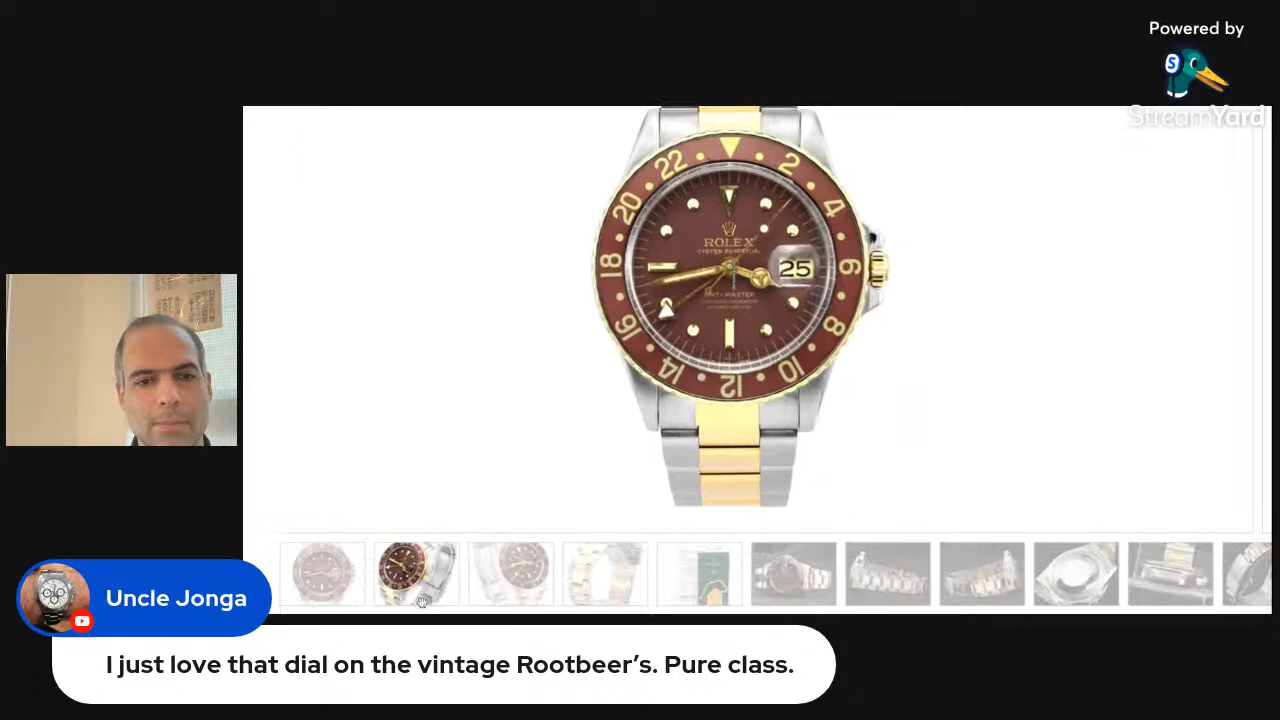 Powered by
StreamYard
22
2
20
4
18
6
16
8
14
10
12
ROLEX
OYSTER PERPETUAL
25
GMT-MASTER
Uncle Jonga
I just love that dial on the vintage Rootbeer’s. Pure class.